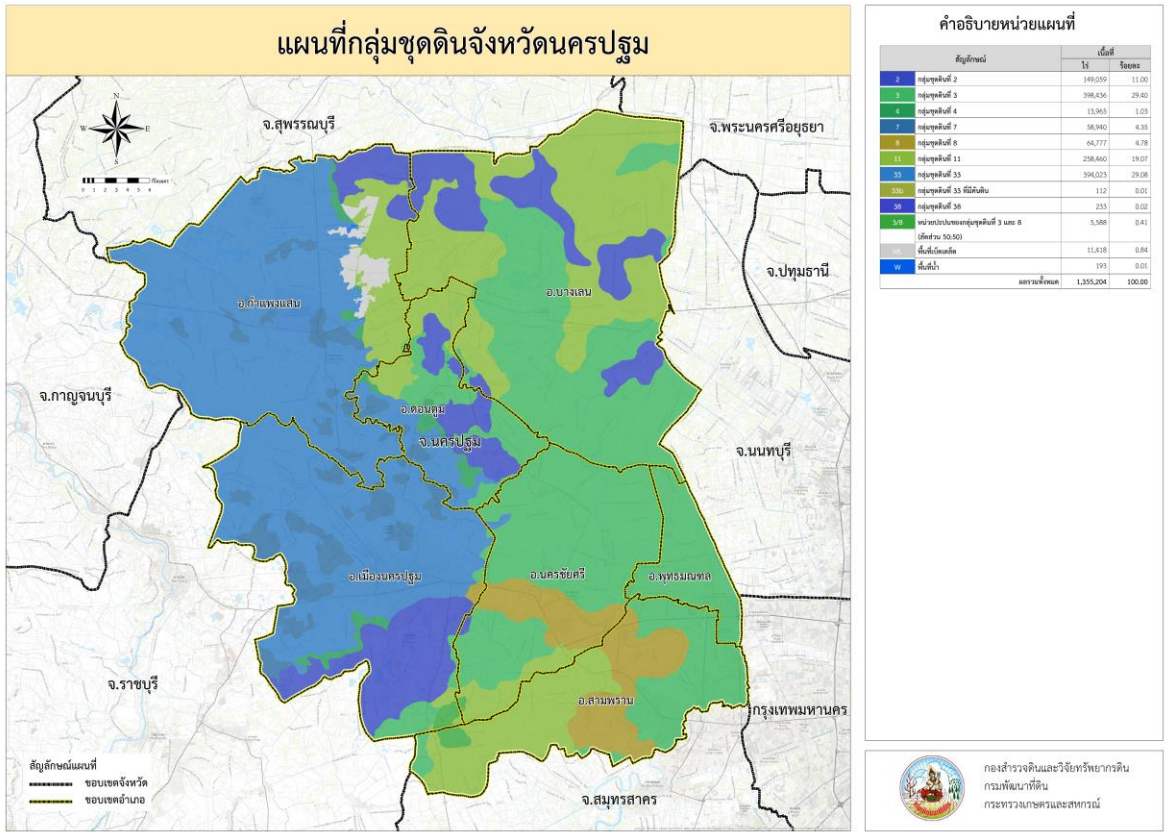 แผนที่กลุ่มชุดดินจังหวัดนครปฐม
N
W E
S
0 1 2 3 4 5 6 กิโลเมตร
จ.สุพรรณบุรี
จ.พระนครศรีอยุธยา
จ.ปทุมธานี
อ.บางเลน
อ.กำแพงแสน
จ.กาญจนบุรี
อ.ดอนตูม
จ.นครปฐม
จ.นนทบุรี
อ.เมืองนครปฐม
อ.นครชัยศรี
อ.พุทธมณฑล
จ.ราชบุรี
อ.สามพราน
กรุงเทพมหานคร
จ.สมุทรสาคร
สัญลักษณ์แผนที่
ขอบเขตจังหวัด
ขอบเขตอำเภอ
คำอธิบายหน่วยแผนที่
สัญลักษณ์ เนื้อที่
ไร่ ร้อยละ
2 กลุ่มชุดดินที่ 2 149,059 11.00
3 กลุ่มชุดดินที่ 3 398,436 29.40
4 กลุ่มชุดดินที่ 4 13,965 1.03
7 กลุ่มชุดดินที่ 7 58,940 4.35
8 กลุ่มชุดดินที่ 8 64,777 4.78
11 กลุ่มชุดดินที่ 11 258,460 19.07
33 กลุ่มชุดดินที่ 33 394,023 29.08
33b กลุ่มชุดดินที่ 33 ที่มีคันดิน 112 0.01
38 กลุ่มชุดดินที่ 38 233 0.02
3/8 หน่วยปะปนของกลุ่มชุดดินที่ 3 และ 8 5,588 0.41
(สัดส่วน 50:50)
พื้นที่เบ็ดเตล็ด 11,418 0.84
W พื้นที่น้ำ 193 0.01
ผลรวมทั้งหมด 1,355,204 100.00
กองสำรวจดินและวิจัยทรัพยากรดิน
กรมพัฒนาที่ดิน
กระทรวงเกษตรและสหกรณ์